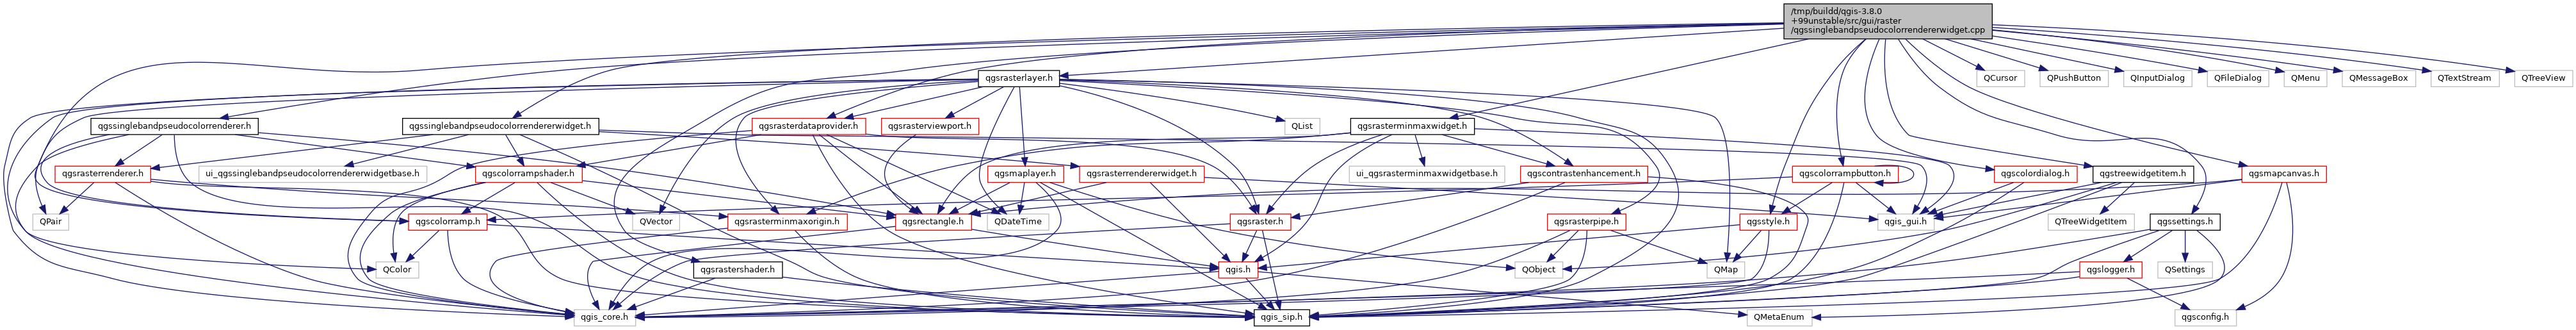 /tmp/buildd/qgis-3.8.0
+99unstable/src/gui/raster
/qgssinglebandpseudocolorrendererwidget.cpp
qgsrasterlayer.h
QCursor
QPushButton
QInputDialog
QFileDialog
QMenu
QMessageBox
QTextStream
QTreeView
qgssinglebandpseudocolorrenderer.h
qgssinglebandpseudocolorrendererwidget.h
qgsrasterdataprovider.h
qgsrasterviewport.h
QList
qgsrasterminmaxwidget.h
qgsrasterrenderer.h
ui_qgssinglebandpseudocolorrendererwidgetbase.h
qgscolorrampshader.h
qgsmaplayer.h
qgsrasterrendererwidget.h
ui_qgsrasterminmaxwidgetbase.h
qgscontrastenhancement.h
qgscolorrampbutton.h
qgscolordialog.h
qgstreewidgetitem.h
qgsmapcanvas.h
QPair
qgscolorramp.h
QVector
qgsrasterminmaxorigin.h
qgsrectangle.h
QDateTime
qgsraster.h
qgsrasterpipe.h
qgsstyle.h
qgis_gui.h
QTreeWidgetItem
qgssettings.h
QColor
qgsrastershader.h
qgis.h
QObject
QMap
qgslogger.h
QSettings
qgis_core.h
qgis_sip.h
QMetaEnum
qgsconfig.h